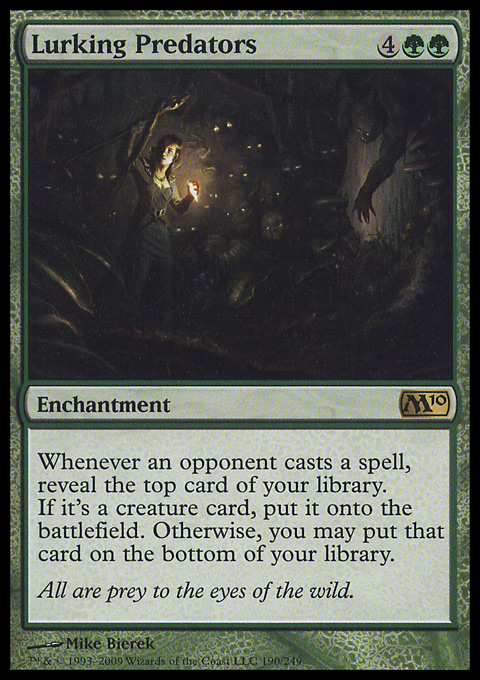 Lurking Predators 4
Enchantment M10
Whenever an opponent casts a spell,
reveal the top card of your library.
If it's a creature card, put it onto the
battlefield. Otherwise, you may put that
card on the bottom of your library.
All are prey to the eyes of the wild.
Mike Bierek
™ & © 1993–2009 Wizards of the Coast LLC 190/249